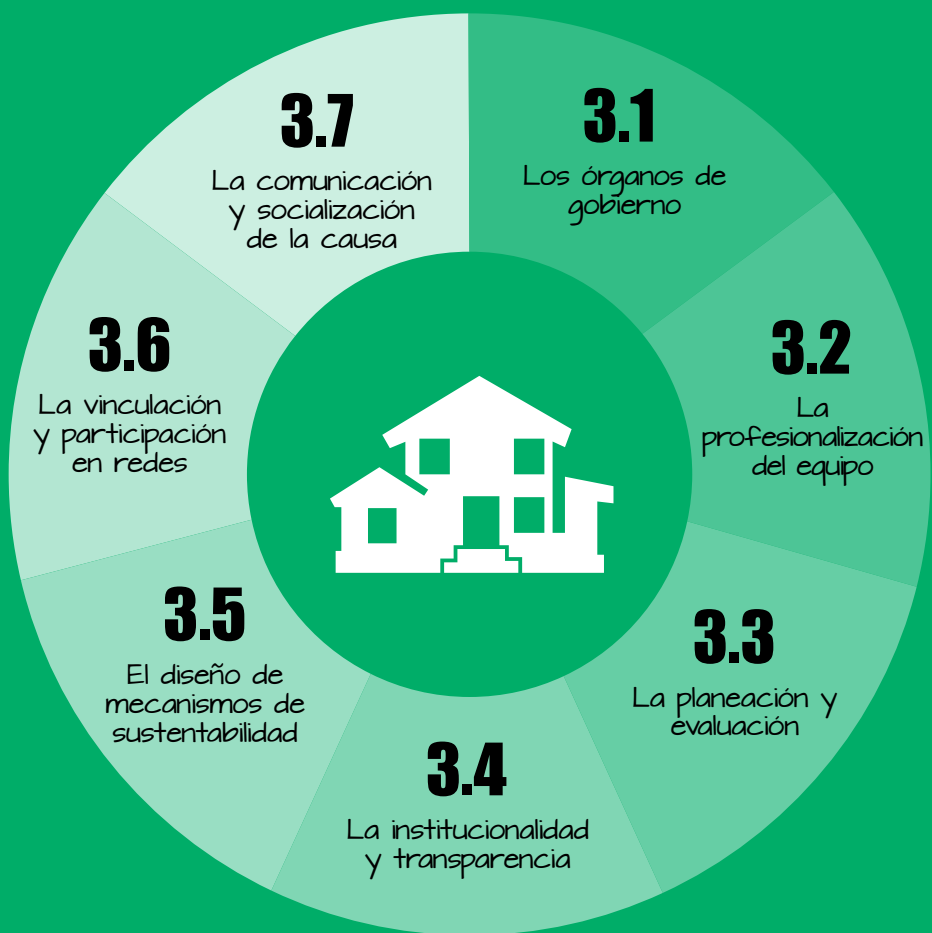 3.1
Los órganos de
gobierno
3.2
La
profesionalización
del equipo
3.3
La planeación y
evaluación
3.4
La institucionalidad
y transparencia
3.5
El diseño de
mecanismos de
sustentabilidad
3.6
La vinculación
y participación
en redes
3.7
La comunicación
y socialización
de la causa